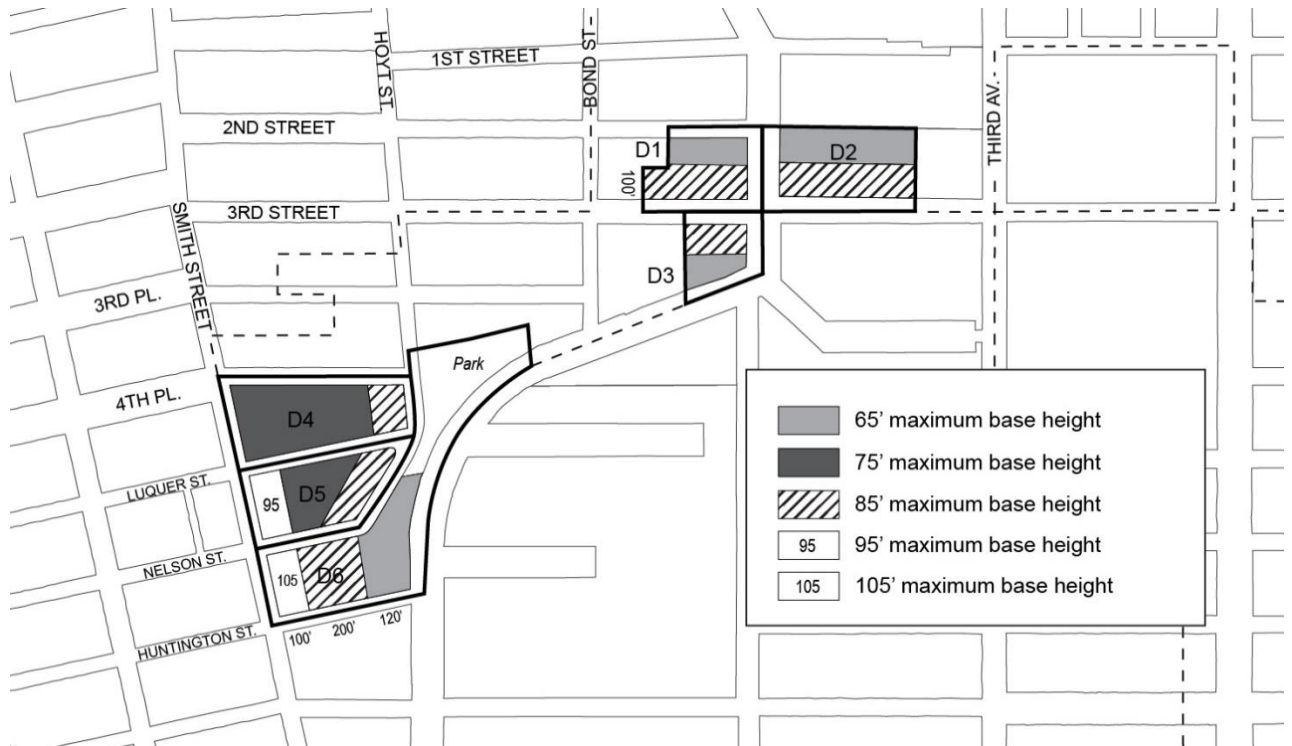 HOYT ST.
BOND ST
1ST STREET
THIRD AV.
2ND STREET
D1
D2
100'
3RD STREET
SMITH STREET
D3
3RD PL.
Park
4TH PL.
D4
65’ maximum base height
75’ maximum base height
LUQUER ST.
95
D5
85’ maximum base height
95
95’ maximum base height
NELSON ST.
105
D6
105
105’ maximum base height
HUNTINGTON ST.
100'
200'
120'